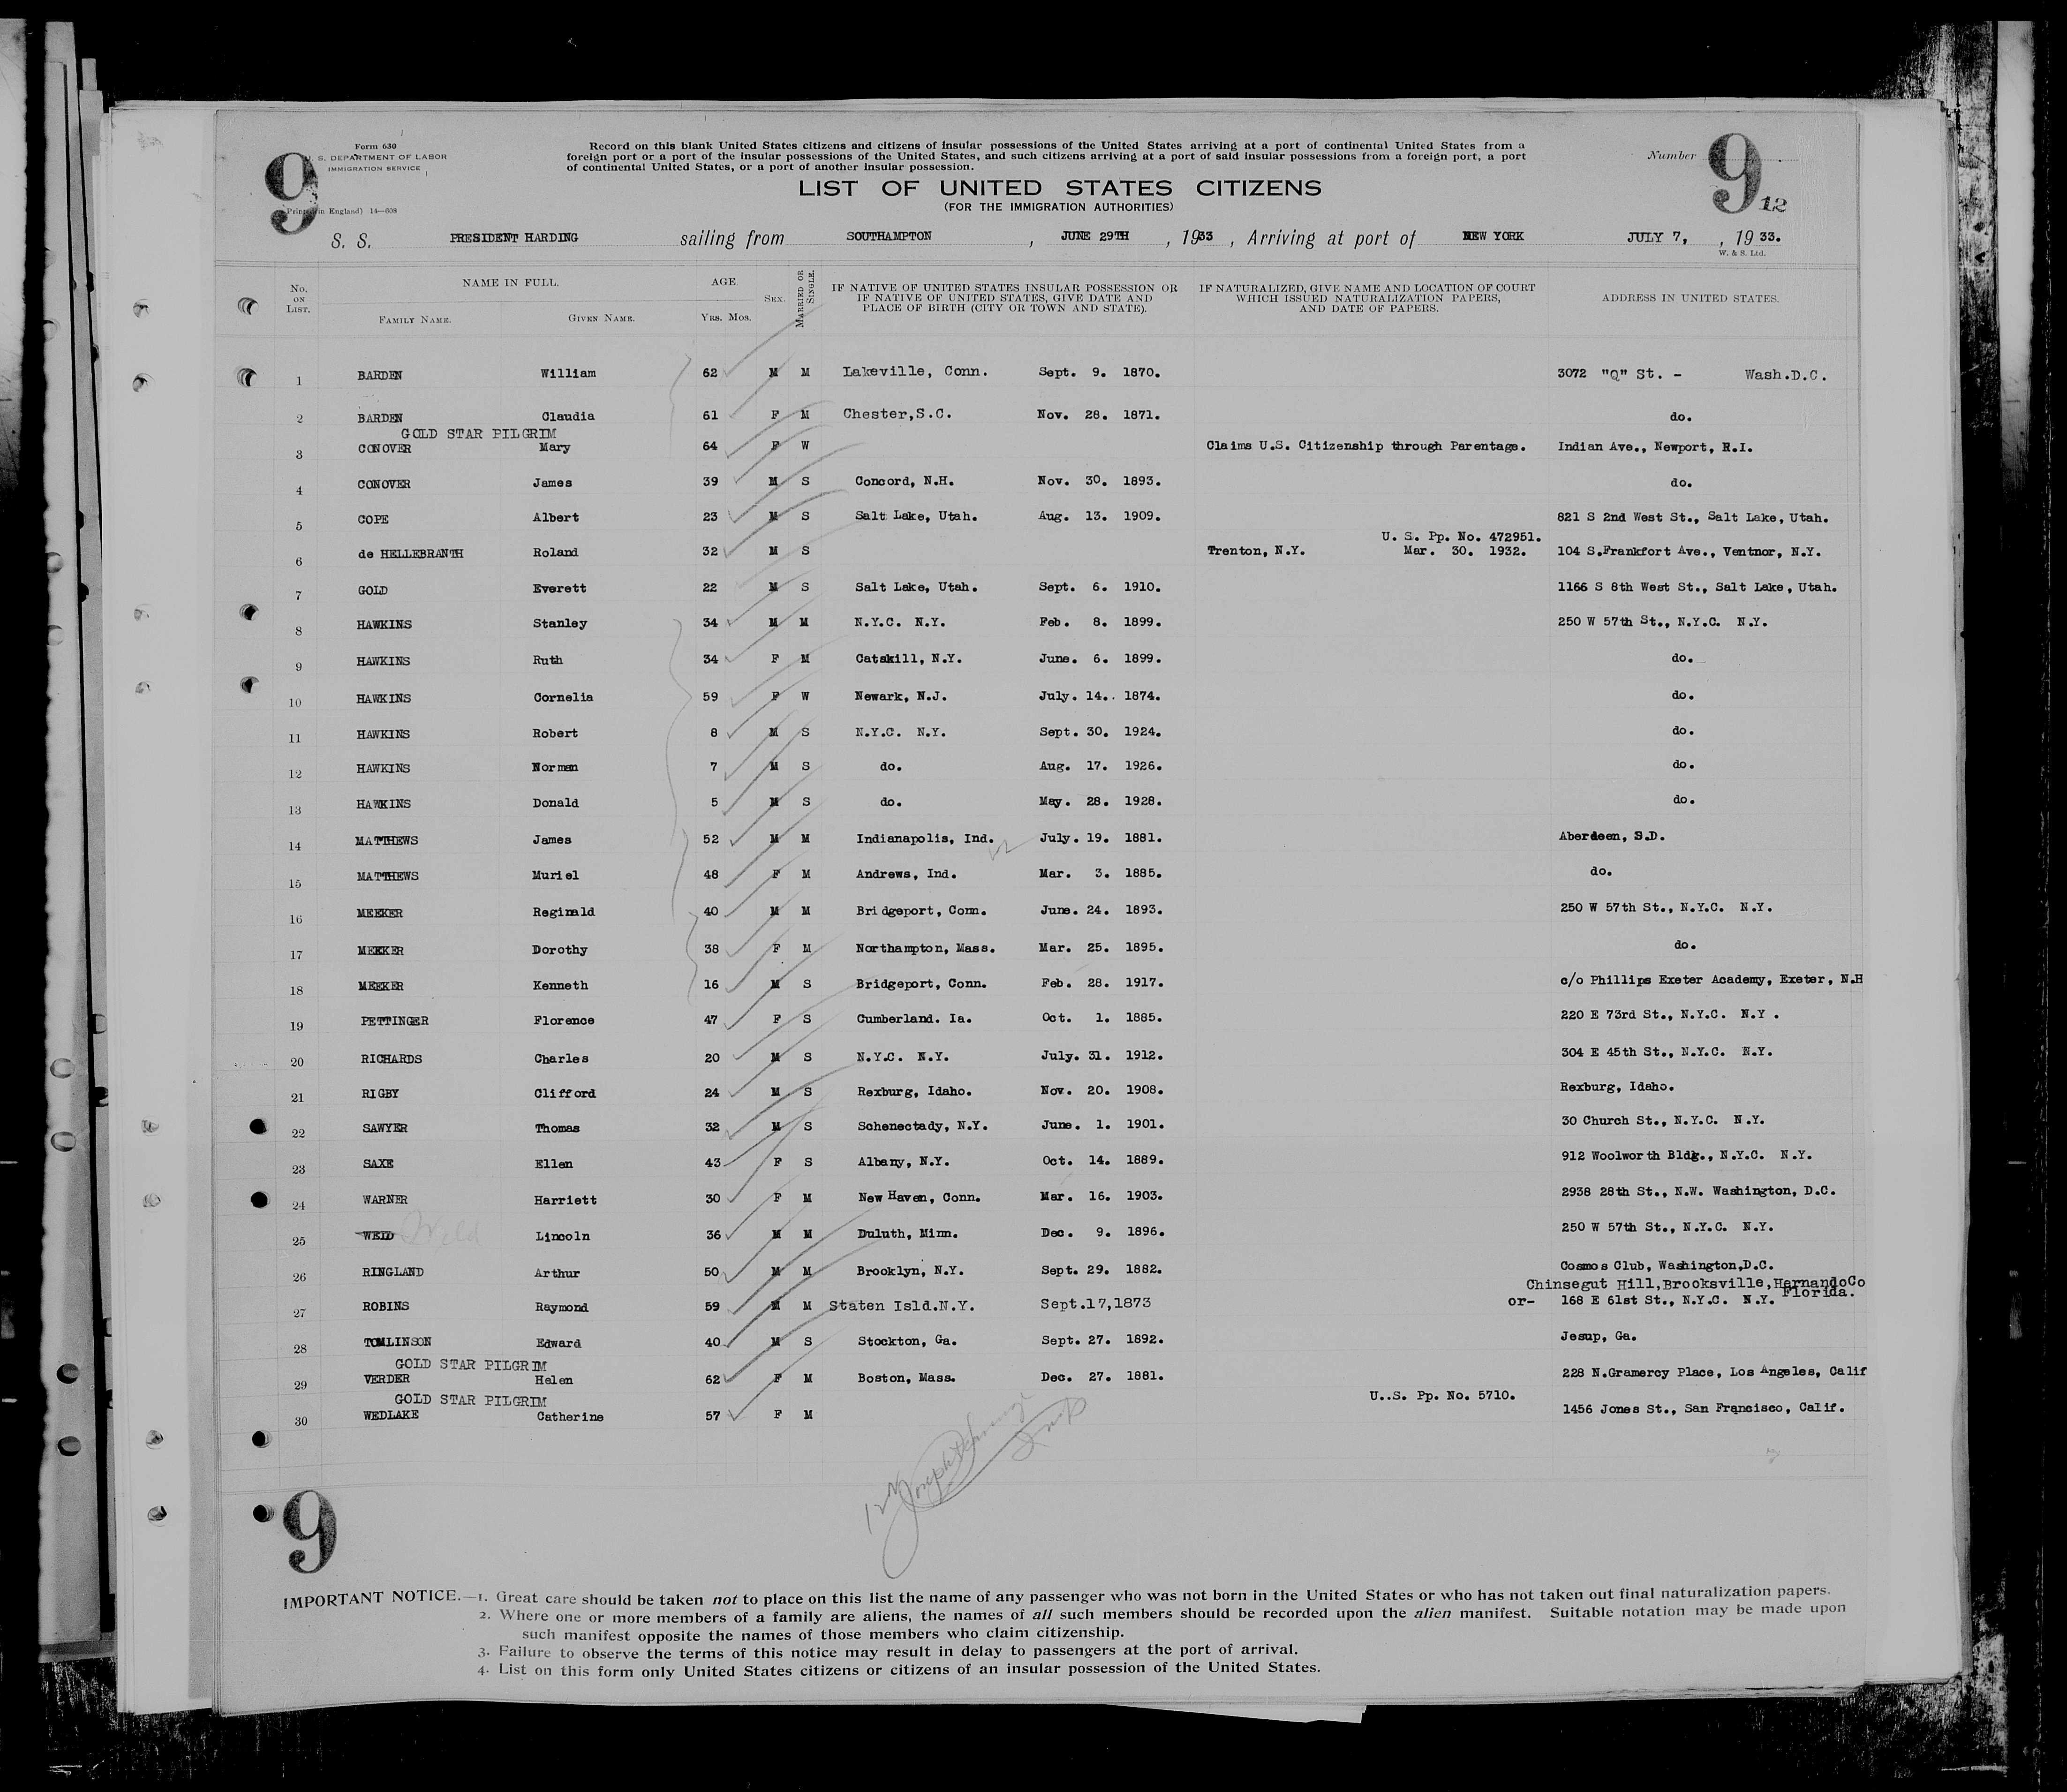 Form 630
U. S. DEPARTMENT OF LABOR
IMMIGRATION SERVICE
(Printed in England) 14—608
9
Record on this blank United States citizens and citizens of insular possessions of the United States arriving at a port of continental United States from a
foreign port or a port of the insular possessions of the United States, and such citizens arriving at a port of said insular possessions from a foreign port, a port
of continental United States, or a port of another insular possession.
Number 9 12
LIST OF UNITED STATES CITIZENS
(FOR THE IMMIGRATION AUTHORITIES)
S. S. PRESIDENT HARDING sailing from SOUTHAMPTON , JUNE 29TH , 1933 , Arriving at port of NEW YORK JULY 7, , 19 33.
W. & S. Ltd.
No. ON LIST. NAME IN FULL. FAMILY NAME. GIVEN NAME. AGE. YRS. MOS. SEX. MARRIED OR SINGLE. IF NATIVE OF UNITED STATES INSULAR POSSESSION OR IF NATIVE OF UNITED STATES, GIVE DATE AND PLACE OF BIRTH (CITY OR TOWN AND STATE). IF NATURALIZED, GIVE NAME AND LOCATION OF COURT WHICH ISSUED NATURALIZATION PAPERS, AND DATE OF PAPERS. ADDRESS IN UNITED STATES.
1 BARDEN William 62 M M Lakeville, Conn. Sept. 9. 1870. 3072 "Q" St. - Wash.D.C.
2 BARDEN Claudia 61 F M Chester,S.C. Nov. 28. 1871. do.
GOLD STAR PILGRIM
3 CONOVER Mary 64 F W Claims U.S. Citizenship through Parentage. Indian Ave., Newport, R.I.
4 CONOVER James 39 M S Concord, N.H. Nov. 30. 1893. do.
5 COPE Albert 23 M S Salt Lake, Utah. Aug. 13. 1909. 821 S 2nd West St., Salt Lake, Utah.
U. S. Pp. No. 472951.
6 de HELLEBRANTH Roland 32 M S Trenton, N.Y. Mar. 30. 1932. 104 S.Frankfort Ave., Ventnor, N.Y.
7 GOLD Everett 22 M S Salt Lake, Utah. Sept. 6. 1910. 1166 S 8th West St., Salt Lake, Utah.
8 HAWKINS Stanley 34 M M N.Y.C. N.Y. Feb. 8. 1899. 250 W 57th St., N.Y.C. N.Y.
9 HAWKINS Ruth 34 F M Catskill, N.Y. June. 6. 1899. do.
10 HAWKINS Cornelia 59 F W Newark, N.J. July. 14.. 1874. do.
11 HAWKINS Robert 8 M S N.Y.C. N.Y. Sept. 30. 1924. do.
12 HAWKINS Norman 7 M S do. Aug. 17. 1926. do.
13 HAWKINS Donald 5 M S do. May. 28. 1928. do.
14 MATTHEWS James 52 M M Indianapolis, Ind. July. 19. 1881. Aberdeen, S.D.
15 MATTHEWS Muriel 48 F M Andrews, Ind. Mar. 3. 1885. do.
16 MEEKER Reginald 40 M M Bridgeport, Conn. June. 24. 1893. 250 W 57th St., N.Y.C. N.Y.
17 MEEKER Dorothy 38 F M Northampton, Mass. Mar. 25. 1895. do.
18 MEEKER Kenneth 16 M S Bridgeport, Conn. Feb. 28. 1917. c/o Phillips Exeter Academy, Exeter, N.H
19 PETTINGER Florence 47 F S Cumberland. Ia. Oct. 1. 1885. 220 E 73rd St., N.Y.C. N.Y .
20 RICHARDS Charles 20 M S N.Y.C. N.Y. July. 31. 1912. 304 E 45th St., N.Y.C. N.Y.
21 RIGBY Clifford 24 M S Rexburg, Idaho. Nov. 20. 1908. Rexburg, Idaho.
22 SAWYER Thomas 32 M S Schenectady, N.Y. June. 1. 1901. 30 Church St., N.Y.C. N.Y.
23 SAXE Ellen 43 F S Albany, N.Y. Oct. 14. 1889. 912 Woolworth Bldg., N.Y.C. N.Y.
24 WARNER Harriett 30 F M New Haven, Conn. Mar. 16. 1903. 2938 28th St., N.W. Washington, D.C.
25 WEID Weld Lincoln 36 M M Duluth, Minn. Dec. 9. 1896. 250 W 57th St., N.Y.C. N.Y.
26 RINGLAND Arthur 50 M M Brooklyn, N.Y. Sept. 29. 1882. Cosmos Club, Washington,D.C.
Chinsegut Hill,Brooksville,HernandoCo
Florida.
27 ROBINS Raymond 59 M M Staten Isld.N.Y. Sept.17,1873 or- 168 E 61st St., N.Y.C. N.Y.
28 TOMLINSON Edward 40 M S Stockton, Ga. Sept. 27. 1892. Jesup, Ga.
GOLD STAR PILGRIM
29 VERDER Helen 62 F M Boston, Mass. Dec. 27. 1881. 228 N.Gramercy Place, Los Angeles, Calif
GOLD STAR PILGRIM
U..S. Pp. No. 5710.
30 WEDLAKE Catherine 57 F M 1456 Jones St., San Francisco, Calif.
9
IMPORTANT NOTICE.—1. Great care should be taken not to place on this list the name of any passenger who was not born in the United States or who has not taken out final naturalization papers.
2. Where one or more members of a family are aliens, the names of all such members should be recorded upon the alien manifest. Suitable notation may be made upon
such manifest opposite the names of those members who claim citizenship.
3. Failure to observe the terms of this notice may result in delay to passengers at the port of arrival.
4. List on this form only United States citizens or citizens of an insular possession of the United States.